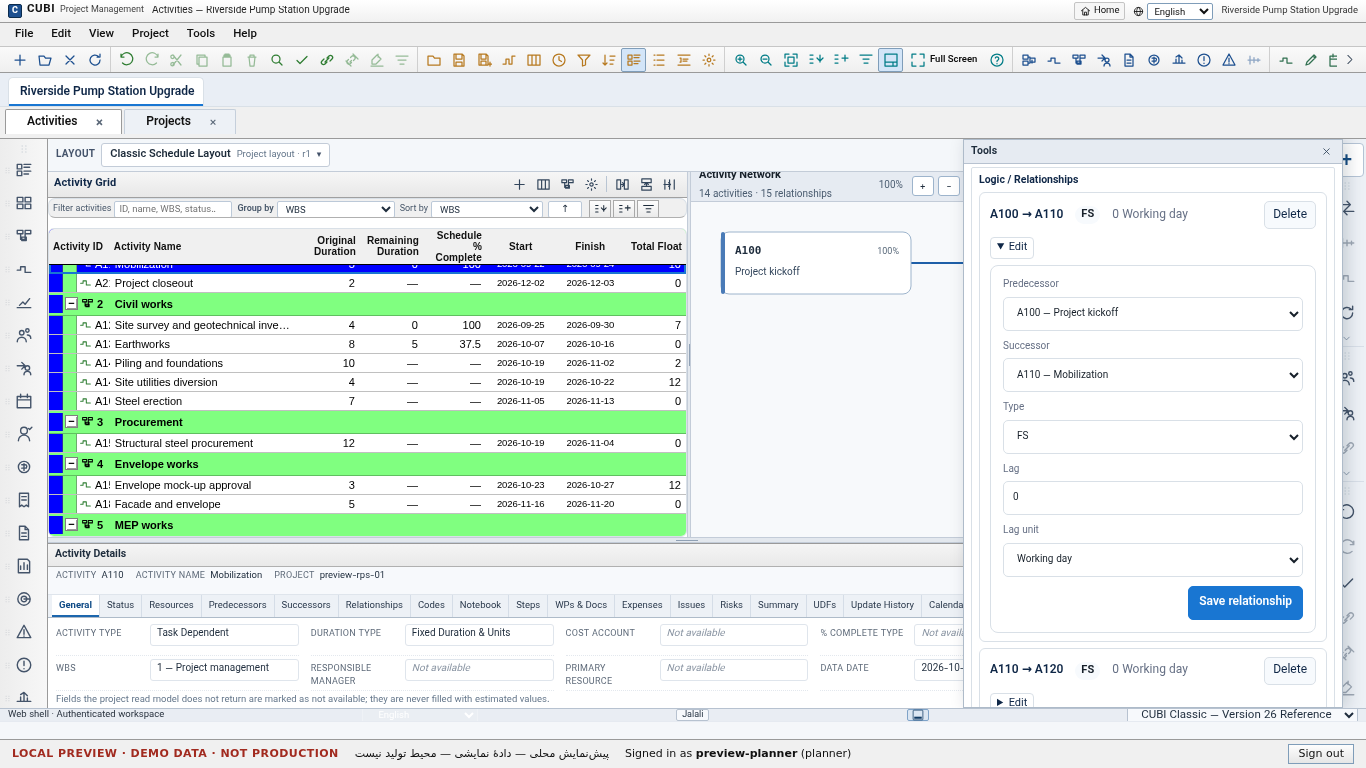 CUBI Project Management Activities — Riverside Pump Station Upgrade Home English Riverside Pump Station Upgrade
File Edit View Project Tools Help
Full Screen
Riverside Pump Station Upgrade
Activities × Projects ×
LAYOUT Classic Schedule Layout Project layout · r1
Activity Grid
Filter activities ID, name, WBS, status.. Group by WBS Sort by WBS
Activity ID Activity Name Original Duration Remaining Duration Schedule % Complete Start Finish Total Float
Mobilization
Project closeout 2 — — 2026-12-02 2026-12-03 0
2 Civil works
Site survey and geotechnical inve… 4 0 100 2026-09-25 2026-09-30 7
Earthworks 8 5 37.5 2026-10-07 2026-10-16 0
Piling and foundations 10 — — 2026-10-19 2026-11-02 2
Site utilities diversion 4 — — 2026-10-19 2026-10-22 12
Steel erection 7 — — 2026-11-05 2026-11-13 0
3 Procurement
Structural steel procurement 12 — — 2026-10-19 2026-11-04 0
4 Envelope works
Envelope mock-up approval 3 — — 2026-10-23 2026-10-27 12
Facade and envelope 5 — — 2026-11-16 2026-11-20 0
5 MEP works
Activity Network
14 activities · 15 relationships 100% + −
A100 100%
Project kickoff
Activity Details
ACTIVITY A110 ACTIVITY NAME Mobilization PROJECT preview-rps-01
General Status Resources Predecessors Successors Relationships Codes Notebook Steps WPs & Docs Expenses Issues Risks Summary UDFs Update History Calenda
ACTIVITY TYPE Task Dependent DURATION TYPE Fixed Duration & Units COST ACCOUNT Not available % COMPLETE TYPE Not avail
WBS 1 — Project management RESPONSIBLE MANAGER Not available PRIMARY RESOURCE Not available DATA DATE 2026-10-
Fields the project read model does not return are marked as not available; they are never filled with estimated values.
Tools
Logic / Relationships
A100 → A110 FS 0 Working day Delete
Edit
Predecessor
A100 — Project kickoff
Successor
A110 — Mobilization
Type
FS
Lag
0
Lag unit
Working day
Save relationship
A110 → A120 FS 0 Working day Delete
Edit
Web shell · Authenticated workspace English Jalali CUBI Classic — Version 26 Reference
LOCAL PREVIEW · DEMO DATA · NOT PRODUCTION پیش‌نمایش محلی — دادهٔ نمایشی — محیط تولید نیست Signed in as preview-planner (planner) Sign out